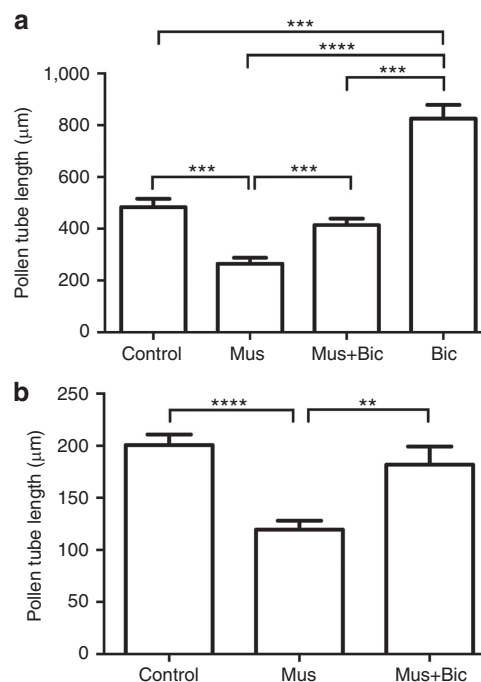 a
***
****
***
1,000
800
*** ***
600
400
200
0
Pollen tube length (μm)
Control Mus Mus+Bic Bic
b
250
**** **
200
150
100
50
0
Pollen tube length (μm)
Control Mus Mus+Bic